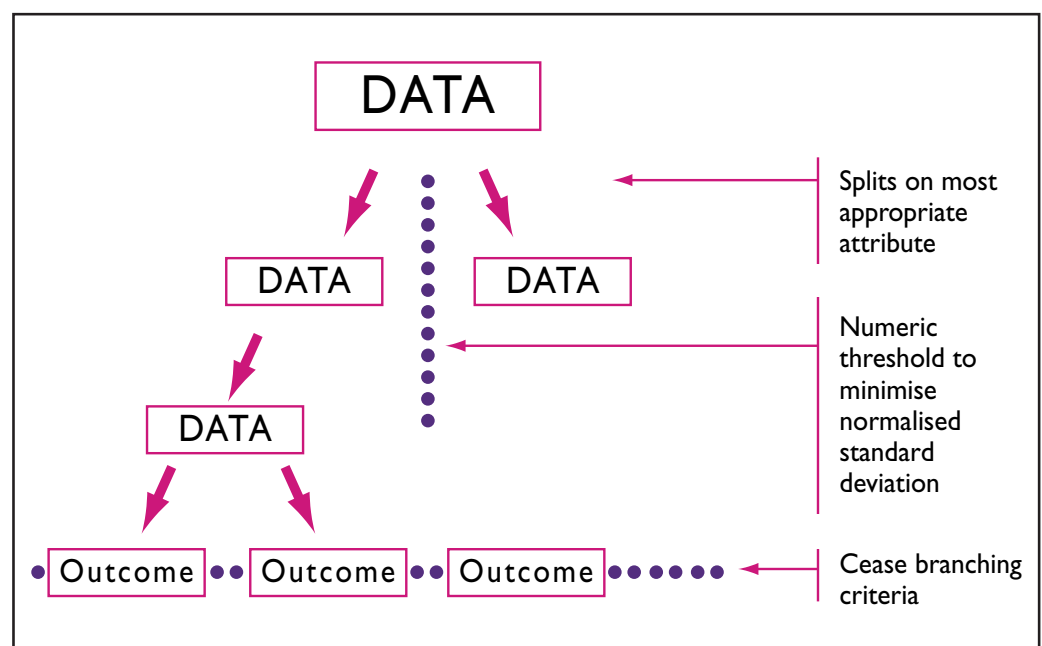 DATA
Splits on most
appropriate
attribute
DATA
DATA
Numeric
threshold to
minimise
normalised
standard
deviation
DATA
Outcome
Outcome
Outcome
Cease branching
criteria